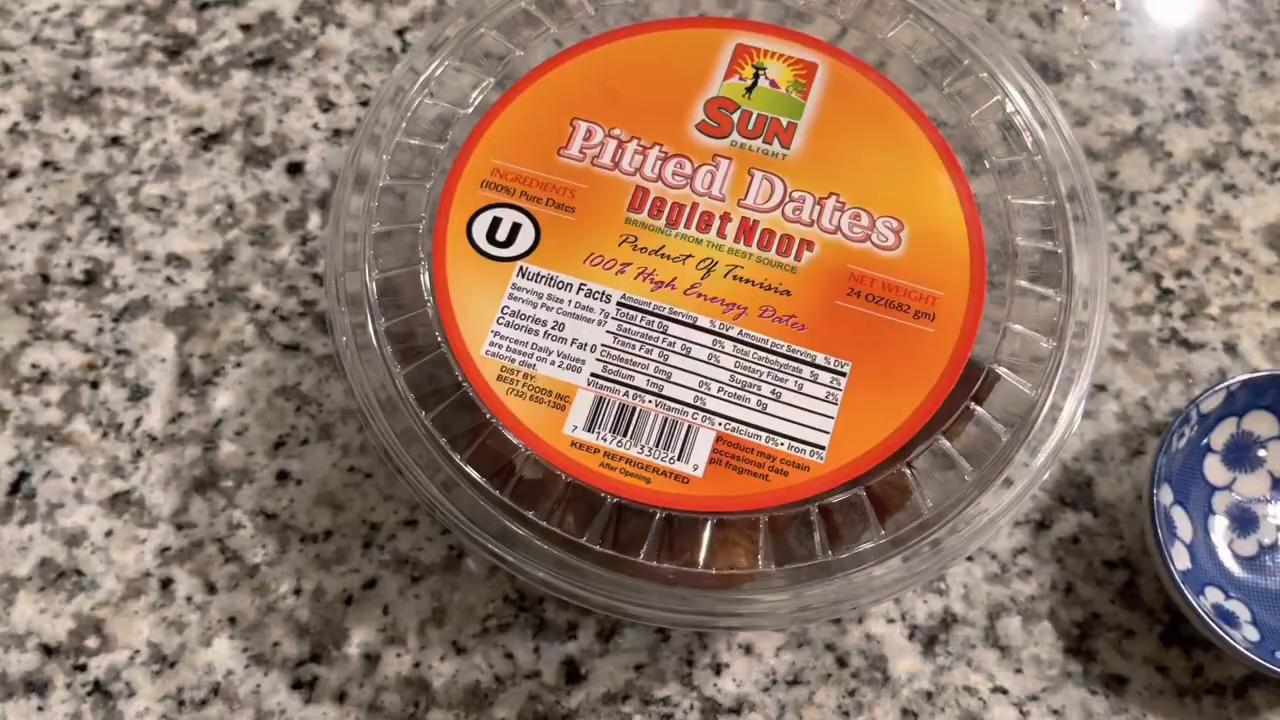 SUN
DELIGHT
Pitted Dates
Deglet Noor
BRINGING FROM THE BEST SOURCE
Product Of Tunisia
100% High Energy Dates
INGREDIENTS
(100%) Pure Dates
U
NET WEIGHT
24 OZ(682 gm)
Nutrition Facts
Serving Size 1 Date. 7g
Serving Per Container 97
Calories 20
Calories from Fat 0
*Percent Daily Values
are based on a 2,000
calorie diet.
Amount per Serving % DV* Amount per Serving % DV*
Total Fat 0g 0% Total Carbohydrate 5g 2%
Saturated Fat 0g 0% Dietary Fiber 1g 2%
Trans Fat 0g Sugars 4g
Cholesterol 0mg 0% Protein 0g
Sodium 1mg 0%
Vitamin A 0% • Vitamin C 0% • Calcium 0% • Iron 0%
DIST BY:
BEST FOODS INC.
(732) 650-1300
7 14760 33026 9
Product may cotain
occasional date
pit fragment.
KEEP REFRIGERATED
After Opening.